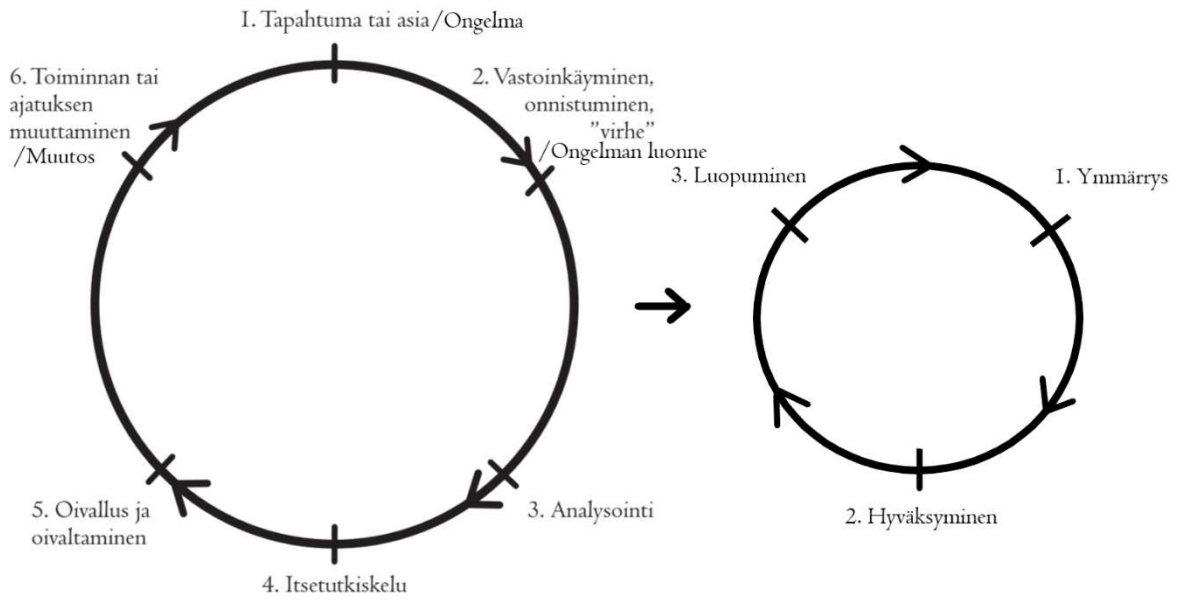 1. Tapahtuma tai asia/Ongelma
2. Vastoinkäyminen,
onnistuminen,
”virhe”
/Ongelman luonne
3. Analysointi
4. Itsetutkiskelu
5. Oivallus ja
oivaltaminen
6. Toiminnan tai
ajatuksen
muuttaminen
/Muutos
1. Ymmärrys
2. Hyväksyminen
3. Luopuminen